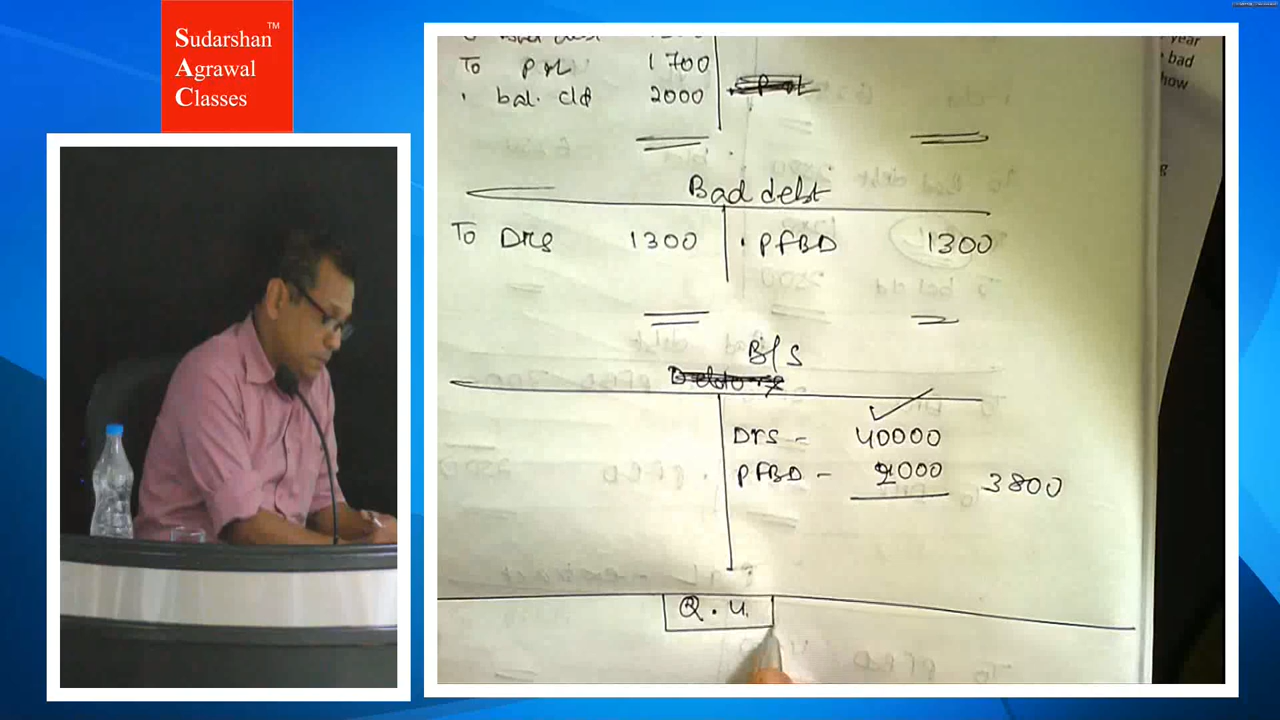 Sudarshan™
Agrawal
Classes
year
bad
how
To P&L 1700
" bal. c/d 2000
Bad debt
To Drs 1300 " PFBD 1300
B/S
Debtors
Drs - 40000
PFBD - 2000 3800
Q. 4.